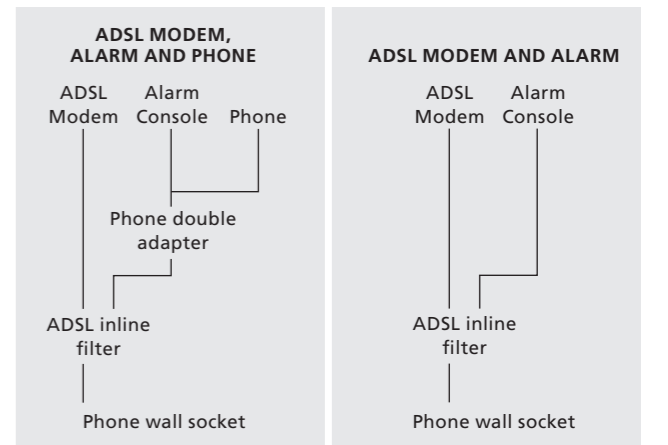 ADSL MODEM,
ALARM AND PHONE
ADSL
Modem
Alarm
Console
Phone
Phone double
adapter
ADSL inline
filter
Phone wall socket
ADSL MODEM AND ALARM
ADSL
Modem
Alarm
Console
ADSL inline
filter
Phone wall socket